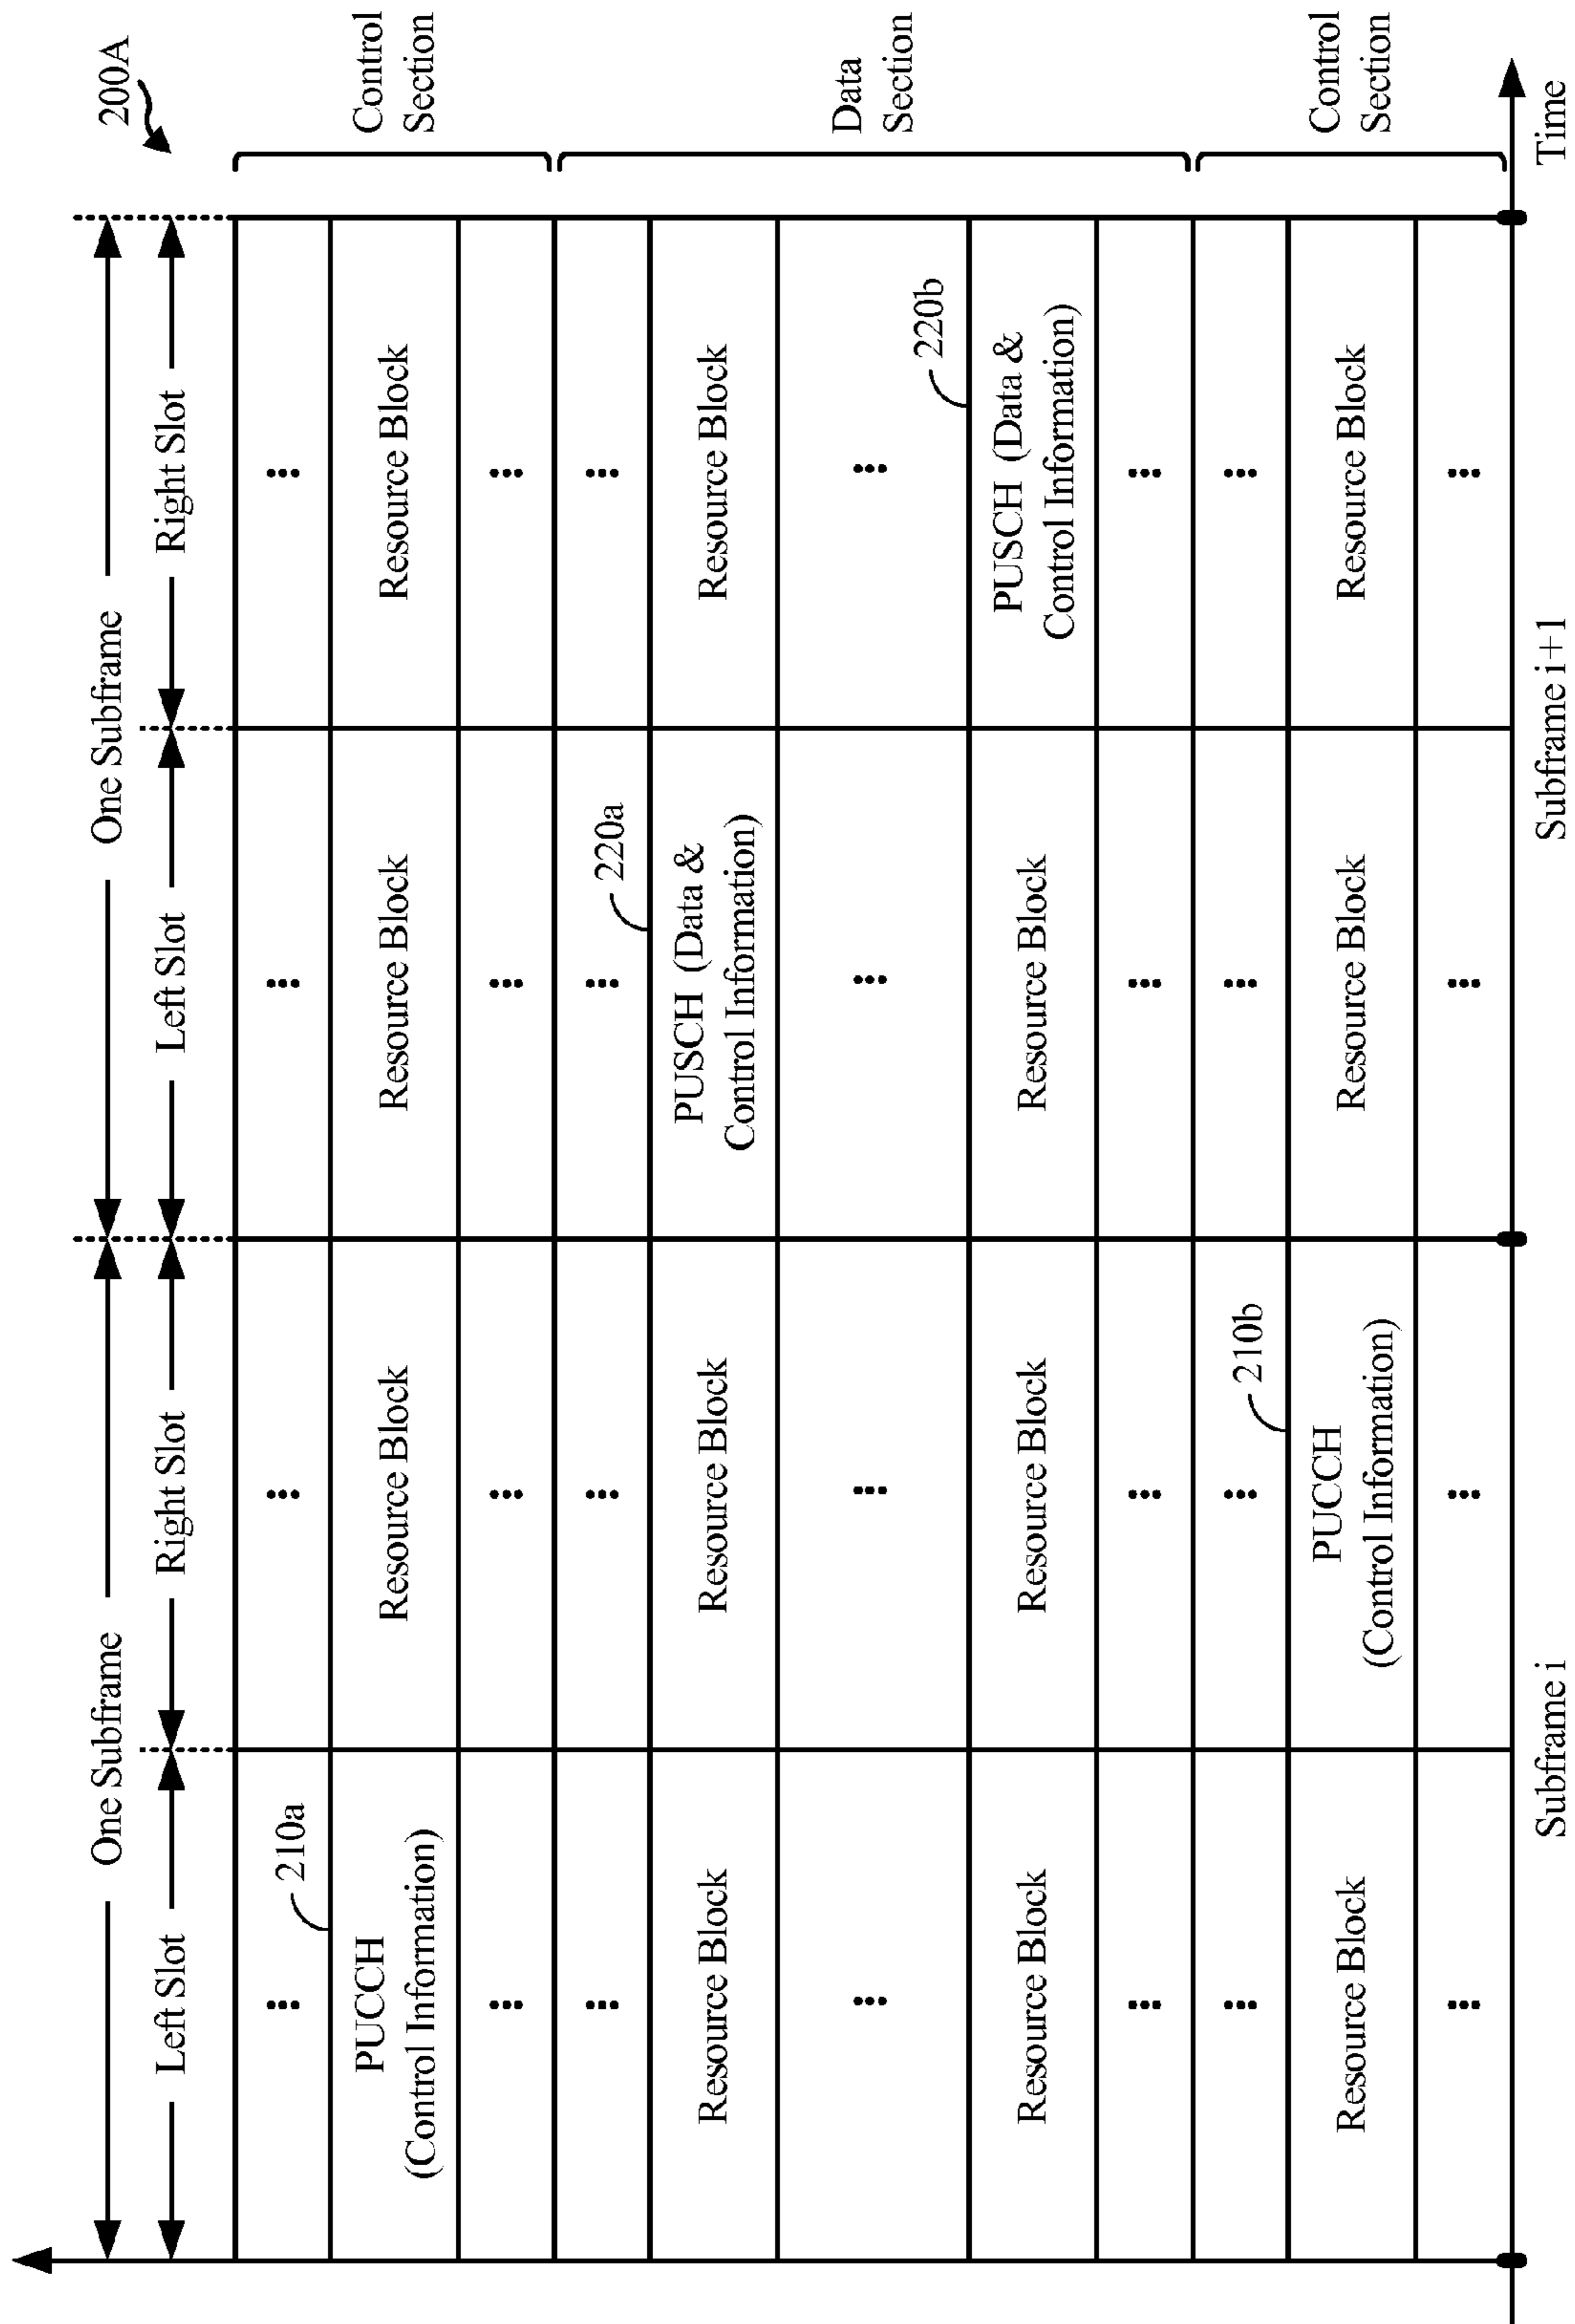 200A
One Subframe
One Subframe
Left Slot
Right Slot
Left Slot
Right Slot
...
...
...
...
Control
Section
210a
PUCCH
(Control Information)
Resource Block
Resource Block
Resource Block
...
...
...
...
...
...
...
...
Data
Section
220a
Resource Block
Resource Block
PUSCH (Data &
Control Information)
Resource Block
...
...
...
...
220b
Resource Block
Resource Block
Resource Block
PUSCH (Data &
Control Information)
...
...
...
...
...
...
...
...
Control
Section
210b
Resource Block
PUCCH
(Control Information)
Resource Block
Resource Block
...
...
...
...
Subframe i
Subframe i+1
Time